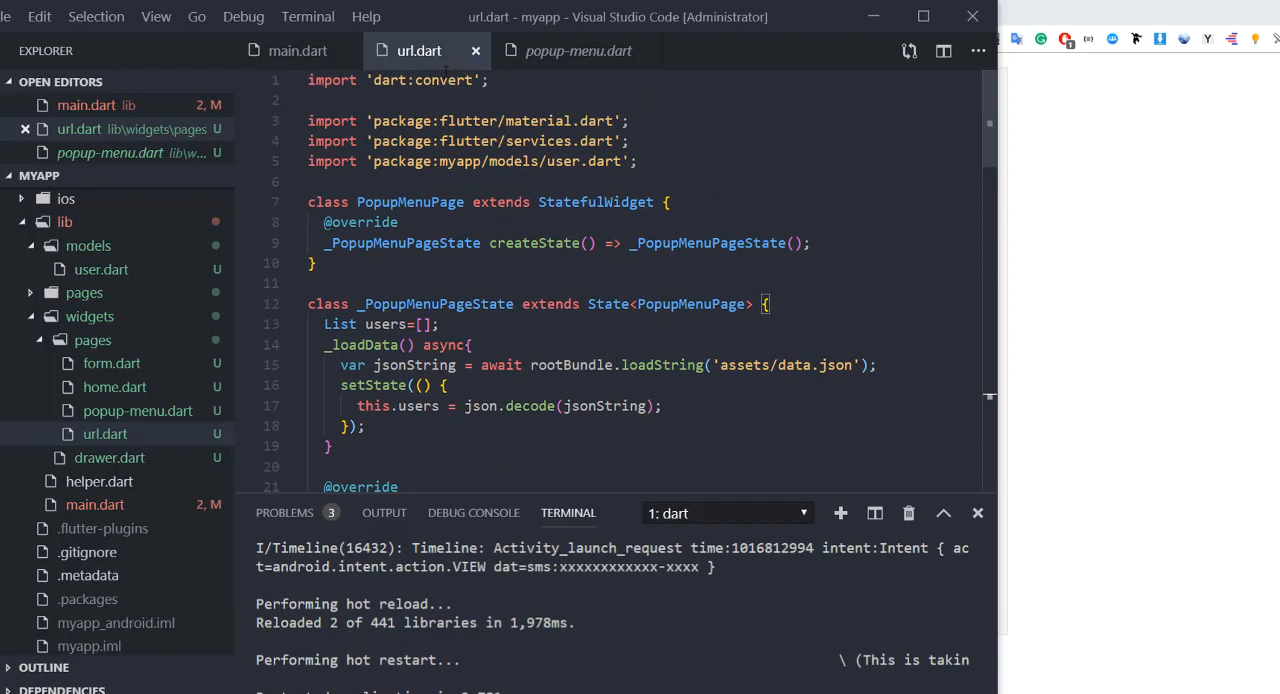 Edit Selection View Go Debug Terminal Help url.dart - myapp - Visual Studio Code [Administrator]
EXPLORER
main.dart url.dart × popup-menu.dart
OPEN EDITORS
main.dart lib 2, M
url.dart lib\widgets\pages U
popup-menu.dart lib\w... U
MYAPP
ios
lib
models
user.dart U
pages
widgets
pages
form.dart U
home.dart U
popup-menu.dart U
url.dart U
drawer.dart U
helper.dart
main.dart 2, M
.flutter-plugins
.gitignore
.metadata
.packages
myapp_android.iml
myapp.iml
OUTLINE
DEPENDENCIES
1 import 'dart:convert';
2
3 import 'package:flutter/material.dart';
4 import 'package:flutter/services.dart';
5 import 'package:myapp/models/user.dart';
6
7 class PopupMenuPage extends StatefulWidget {
8 @override
9 _PopupMenuPageState createState() => _PopupMenuPageState();
10 }
11
12 class _PopupMenuPageState extends State<PopupMenuPage> {
13 List users=[];
14 _loadData() async{
15 var jsonString = await rootBundle.loadString('assets/data.json');
16 setState(() {
17 this.users = json.decode(jsonString);
18 });
19 }
20
21 @override
PROBLEMS 3 OUTPUT DEBUG CONSOLE TERMINAL 1: dart
I/Timeline(16432): Timeline: Activity_launch_request time:1016812994 intent:Intent { ac
t=android.intent.action.VIEW dat=sms:xxxxxxxxxxxx-xxxx }
Performing hot reload...
Reloaded 2 of 441 libraries in 1,978ms.
Performing hot restart... \ (This is takin